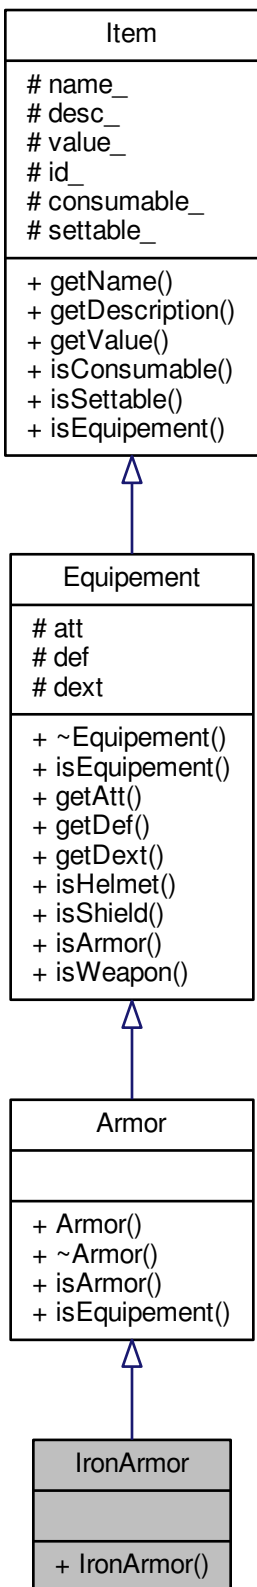 Item
# name_
# desc_
# value_
# id_
# consumable_
# settable_
+ getName()
+ getDescription()
+ getValue()
+ isConsumable()
+ isSettable()
+ isEquipement()
Equipement
# att
# def
# dext
+ ~Equipement()
+ isEquipement()
+ getAtt()
+ getDef()
+ getDext()
+ isHelmet()
+ isShield()
+ isArmor()
+ isWeapon()
Armor
+ Armor()
+ ~Armor()
+ isArmor()
+ isEquipement()
IronArmor
+ IronArmor()